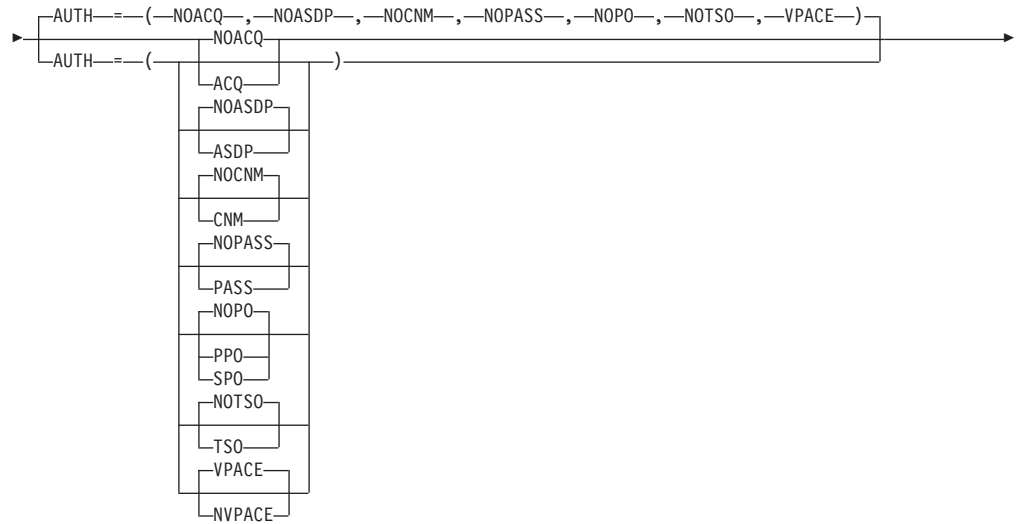 AUTH = ( NOACQ , NOASDP , NOCNM , NOPASS , NOPO , NOTSO , VPACE )
NOACQ
AUTH = ( )
ACQ
NOASDP
ASDP
NOCNM
CNM
NOPASS
PASS
NOPO
PPO
SPO
NOTSO
TSO
VPACE
NVPACE